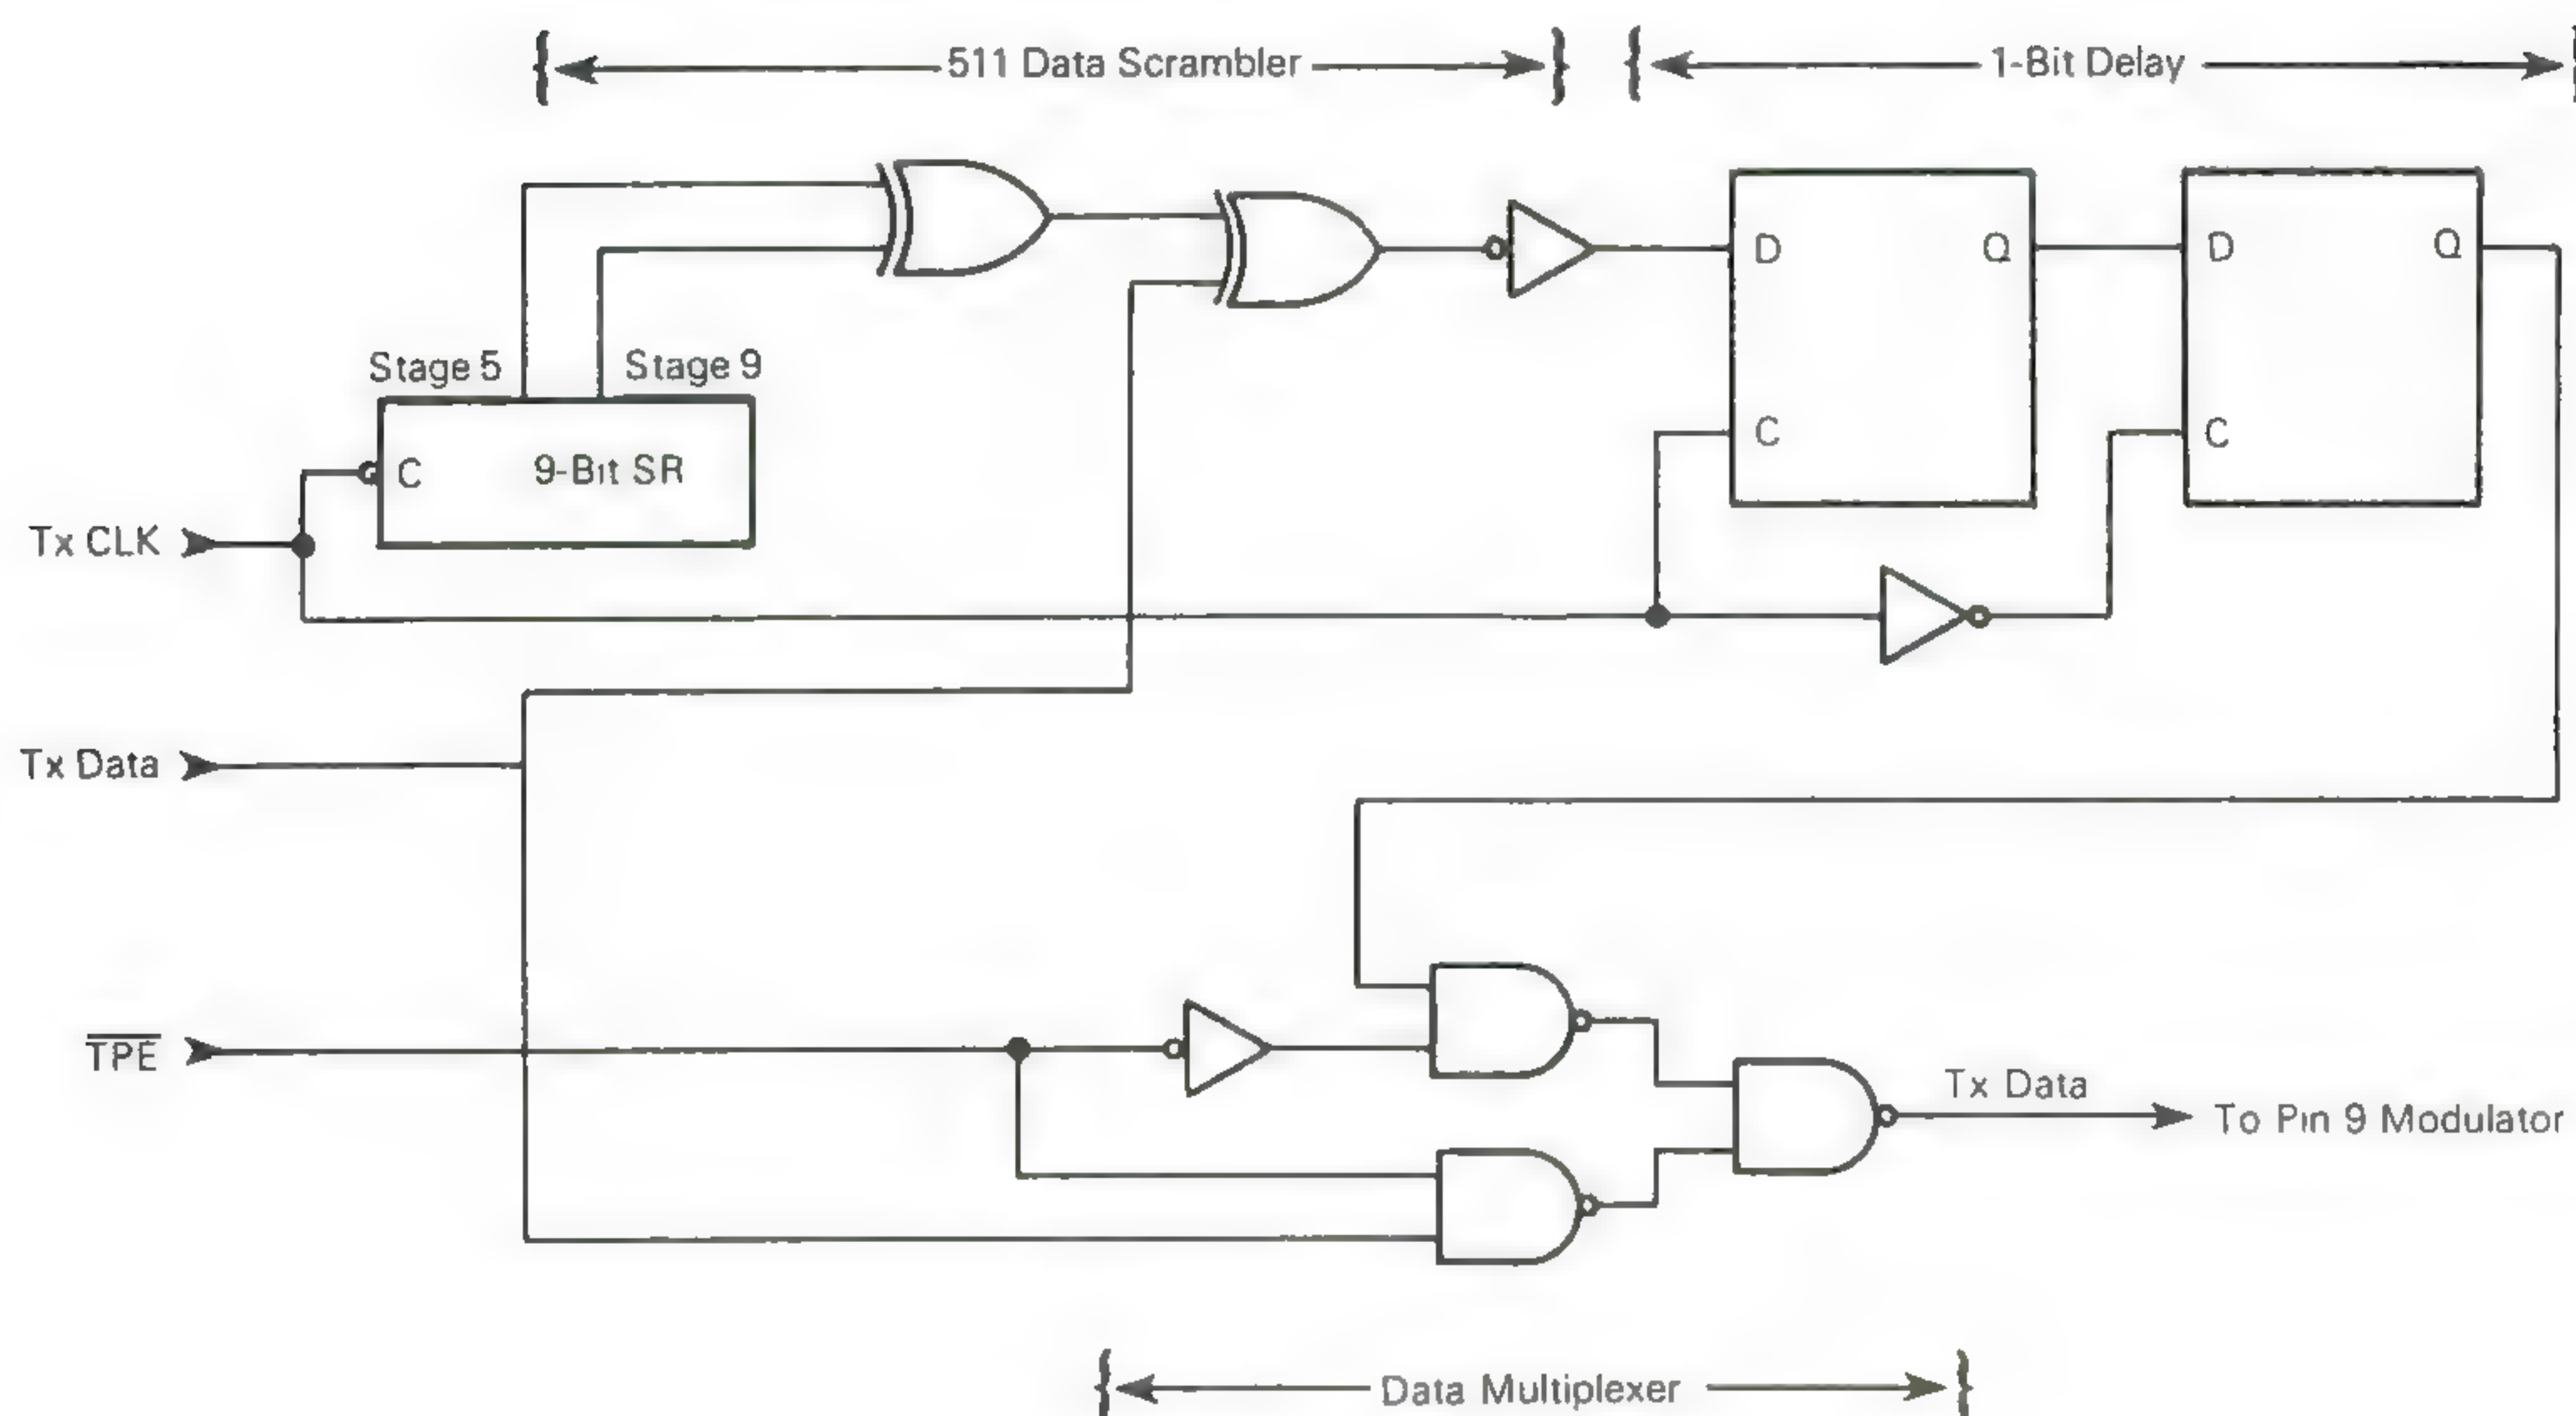 511 Data Scrambler
1-Bit Delay
D
Q
D
Q
Stage 5
Stage 9
C
C
C
9-Bit SR
Tx CLK
Tx Data
TPE
Tx Data
To Pin 9 Modulator
Data Multiplexer